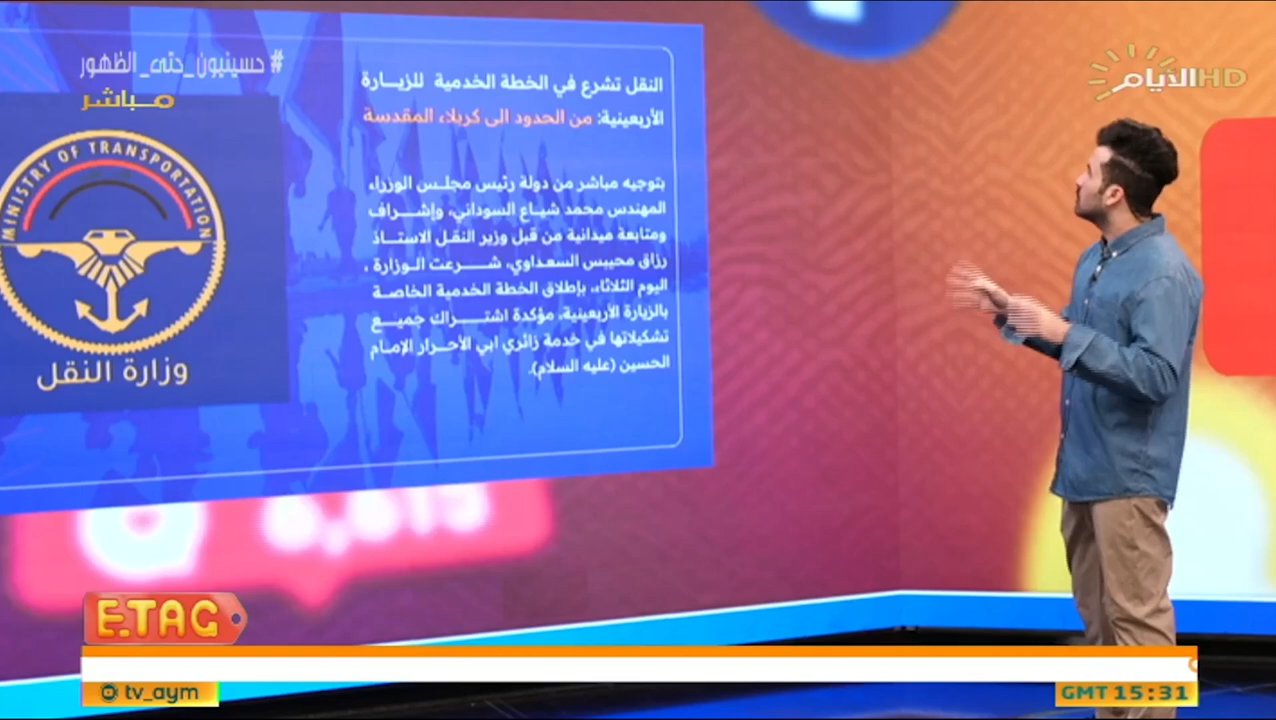 #حسينيون_حتى_الظهور
مباشر
الأيام HD
النقل تشرع في الخطة الخدمية للزيارة
الأربعينية: من الحدود الى كربلاء المقدسة
بتوجيه مباشر من دولة رئيس مجلس الوزراء
المهندس محمد شياع السوداني، وإشراف
ومتابعة ميدانية من قبل وزير النقل الاستاذ
رزاق محيبس السعداوي، شرعت الوزارة ،
اليوم الثلاثاء، بإطلاق الخطة الخدمية الخاصة
بالزيارة الأربعينية، مؤكدة اشتراك جميع
تشكيلاتها في خدمة زائري ابي الأحرار الإمام
الحسين (عليه السلام).
MINISTRY OF TRANSPORTATION
وزارة النقل
E.TAG
tv_aym
GMT 15:31